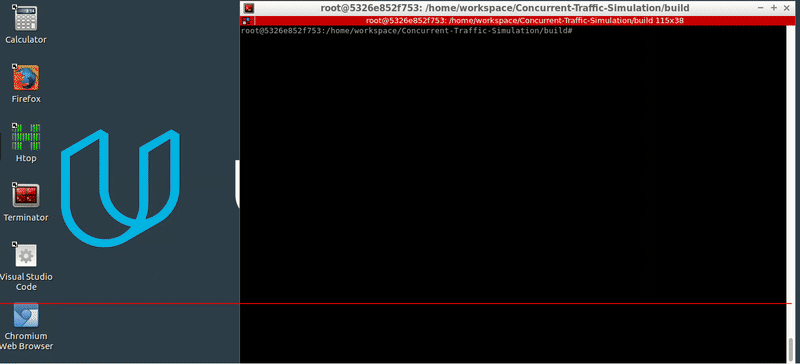 Calculator
Firefox
Htop
Terminator
Visual Studio
Code
Chromium
Web Browser
root@5326e852f753: /home/workspace/Concurrent-Traffic-Simulation/build
root@5326e852f753: /home/workspace/Concurrent-Traffic-Simulation/build 115x38
root@5326e852f753:/home/workspace/Concurrent-Traffic-Simulation/build#